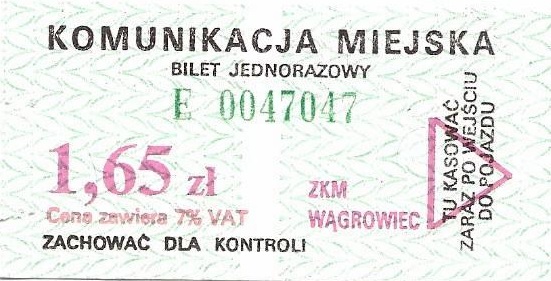 KOMUNIKACJA MIEJSKA
BILET JEDNORAZOWY
E 0047047
1,65 zł
Cena zawiera 7% VAT
ZKM
WĄGROWIEC
ZACHOWAĆ DLA KONTROLI
TU KASOWAĆ
ZARAZ PO WEJŚCIU
DO POJAZDU